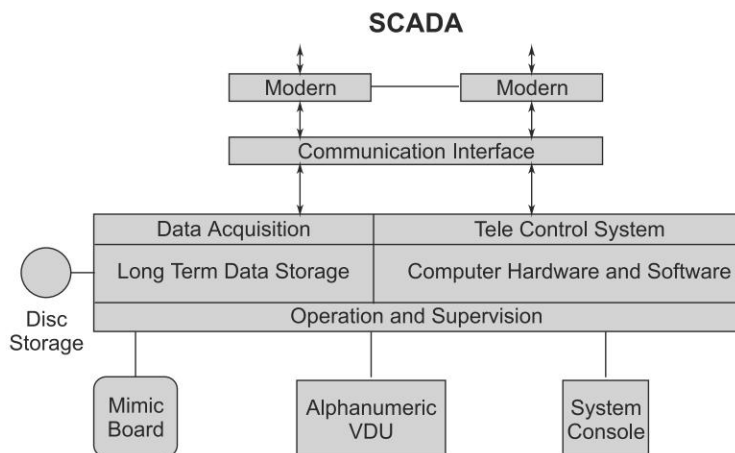 SCADA
Modern
Modern
Communication Interface
Data Acquisition
Tele Control System
Long Term Data Storage
Computer Hardware and Software
Operation and Supervision
Disc
Storage
Mimic
Board
Alphanumeric
VDU
System
Console